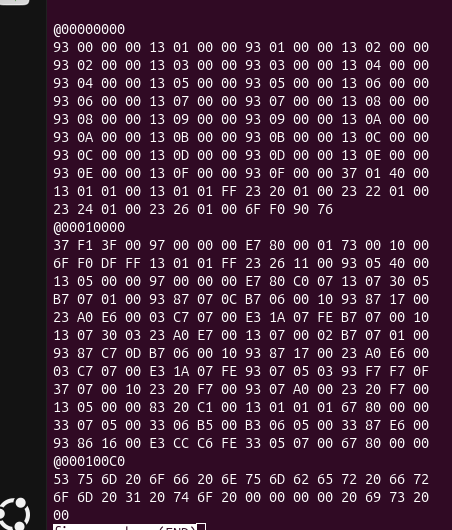 @00000000
93 00 00 00 13 01 00 00 93 01 00 00 13 02 00 00
93 02 00 00 13 03 00 00 93 03 00 00 13 04 00 00
93 04 00 00 13 05 00 00 93 05 00 00 13 06 00 00
93 06 00 00 13 07 00 00 93 07 00 00 13 08 00 00
93 08 00 00 13 09 00 00 93 09 00 00 13 0A 00 00
93 0A 00 00 13 0B 00 00 93 0B 00 00 13 0C 00 00
93 0C 00 00 13 0D 00 00 93 0D 00 00 13 0E 00 00
93 0E 00 00 13 0F 00 00 93 0F 00 00 37 01 40 00
13 01 01 00 13 01 01 FF 23 20 01 00 23 22 01 00
23 24 01 00 23 26 01 00 6F F0 90 76
@00010000
37 F1 3F 00 97 00 00 00 E7 80 00 01 73 00 10 00
6F F0 DF FF 13 01 01 FF 23 26 11 00 93 05 40 00
13 05 00 00 97 00 00 00 E7 80 C0 07 13 07 30 05
B7 07 01 00 93 87 07 0C B7 06 00 10 93 87 17 00
23 A0 E6 00 03 C7 07 00 E3 1A 07 FE B7 07 00 10
13 07 30 03 23 A0 E7 00 13 07 00 02 B7 07 01 00
93 87 C7 0D B7 06 00 10 93 87 17 00 23 A0 E6 00
03 C7 07 00 E3 1A 07 FE 93 07 05 03 93 F7 F7 0F
37 07 00 10 23 20 F7 00 93 07 A0 00 23 20 F7 00
13 05 00 00 83 20 C1 00 13 01 01 01 67 80 00 00
33 07 05 00 33 06 B5 00 B3 06 05 00 33 87 E6 00
93 86 16 00 E3 CC C6 FE 33 05 07 00 67 80 00 00
@000100C0
53 75 6D 20 6F 66 20 6E 75 6D 62 65 72 20 66 72
6F 6D 20 31 20 74 6F 20 00 00 00 00 20 69 73 20
00